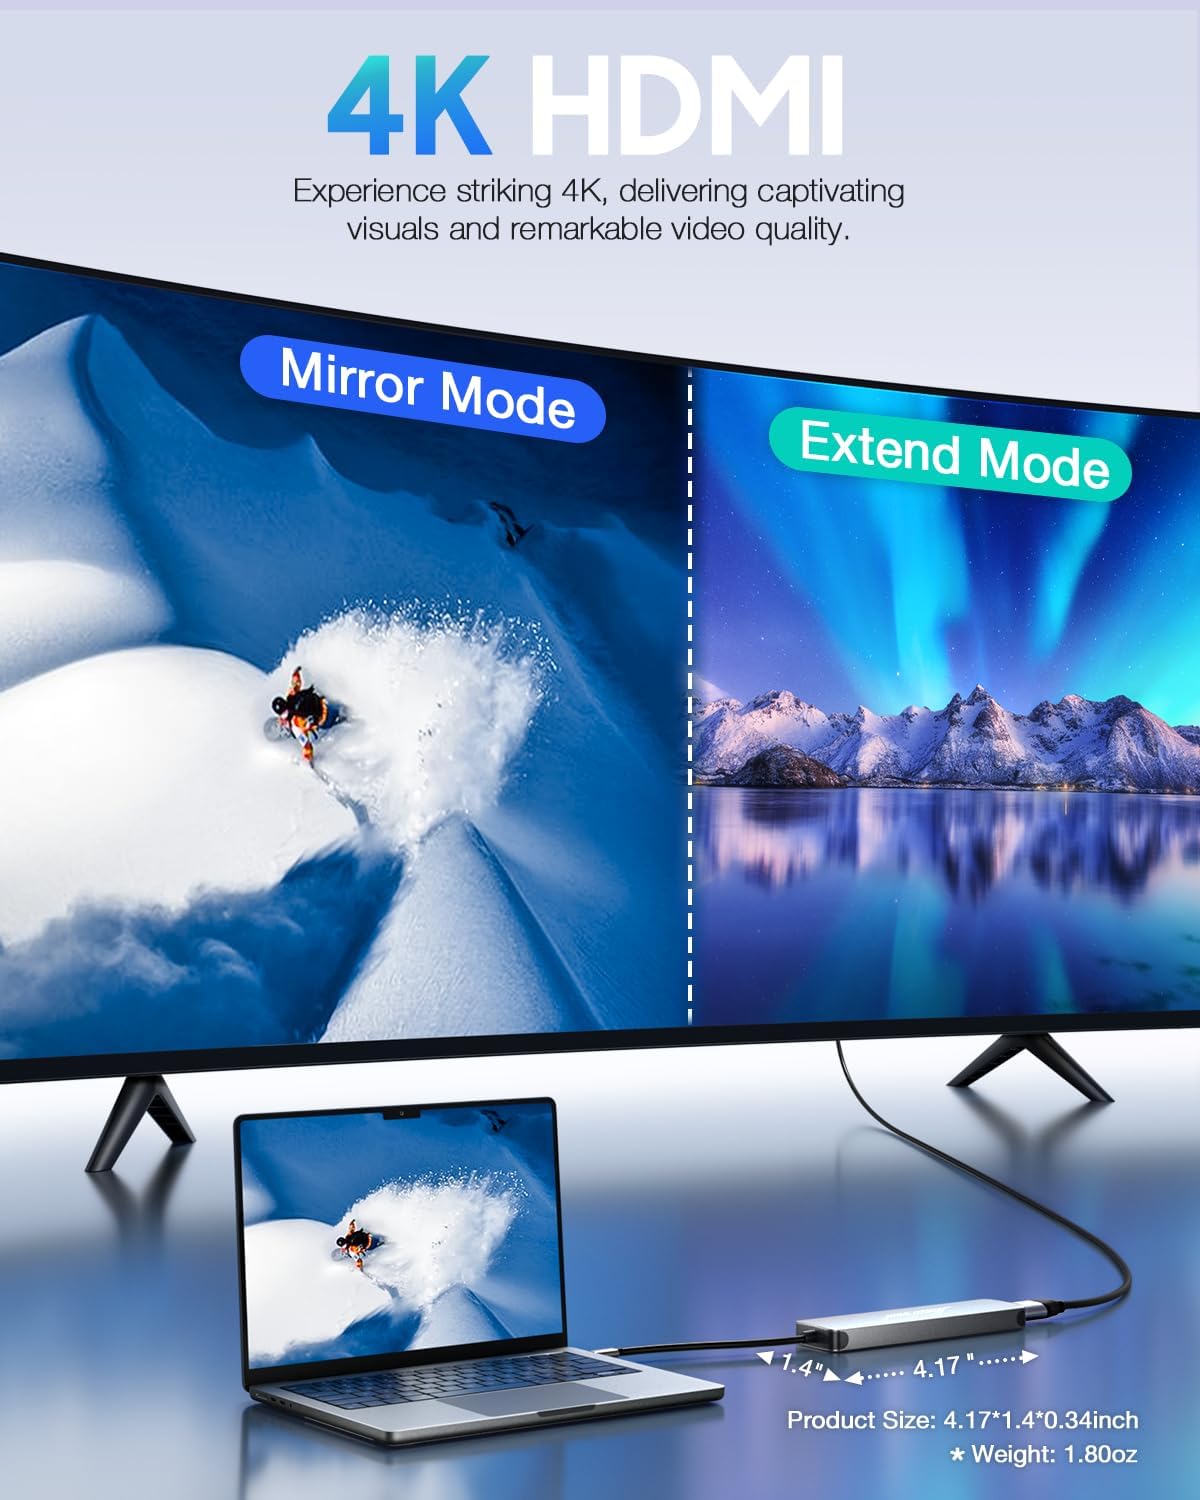 4K HDMI
Experience striking 4K, delivering captivating
visuals and remarkable video quality.
Mirror Mode
Extend Mode
1.4"
4.17"
Product Size: 4.17*1.4*0.34inch
* Weight: 1.80oz